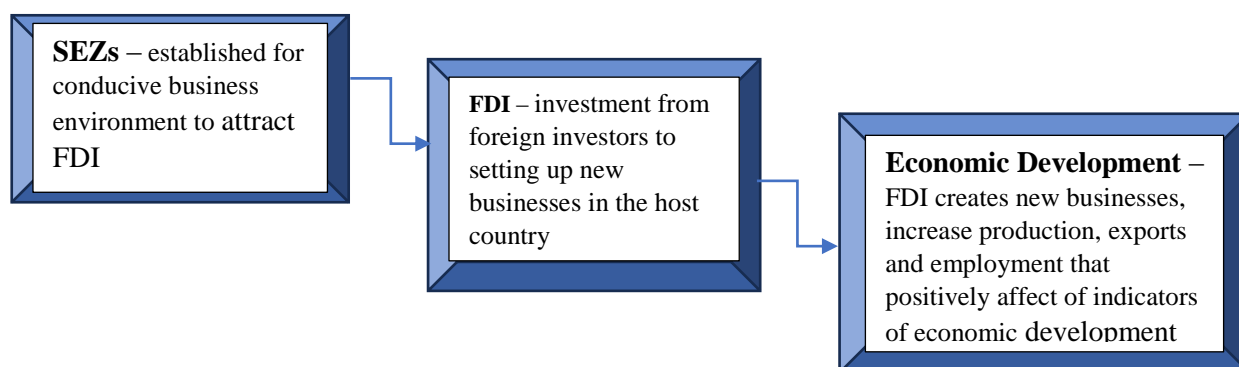 SEZs – established for
conducive business
environment to attract
FDI
FDI – investment from
foreign investors to
setting up new
businesses in the host
country
Economic Development –
FDI creates new businesses,
increase production, exports
and employment that
positively affect of indicators
of economic development